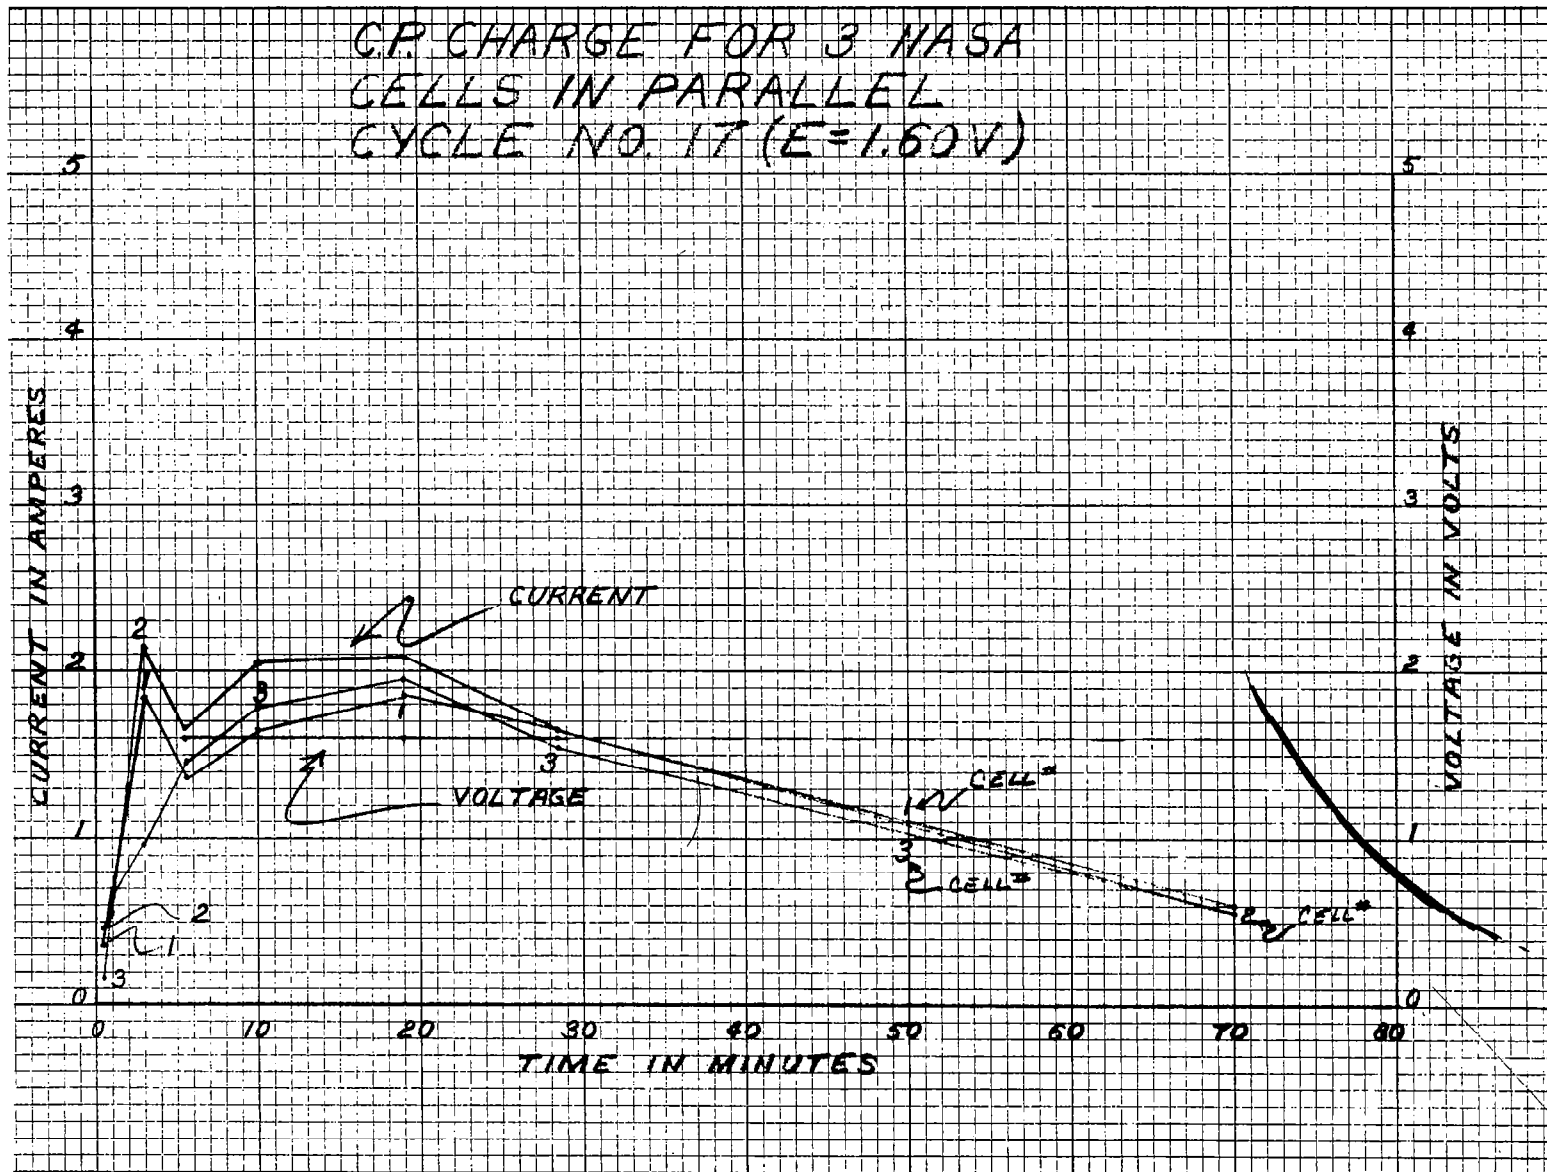 C.P. CHARGE FOR 3 NASA
CELLS IN PARALLEL
CYCLE NO. 17 (E=1.60V)
5
5
4
4
3
3
2
2
1
1
0
0
CURRENT IN AMPERES
VOLTAGE IN VOLTS
CURRENT
VOLTAGE
2
3
1
3
2
1
3
1
CELL#
3
CELL#
2
CELL#
0
10
20
30
40
50
60
70
80
TIME IN MINUTES